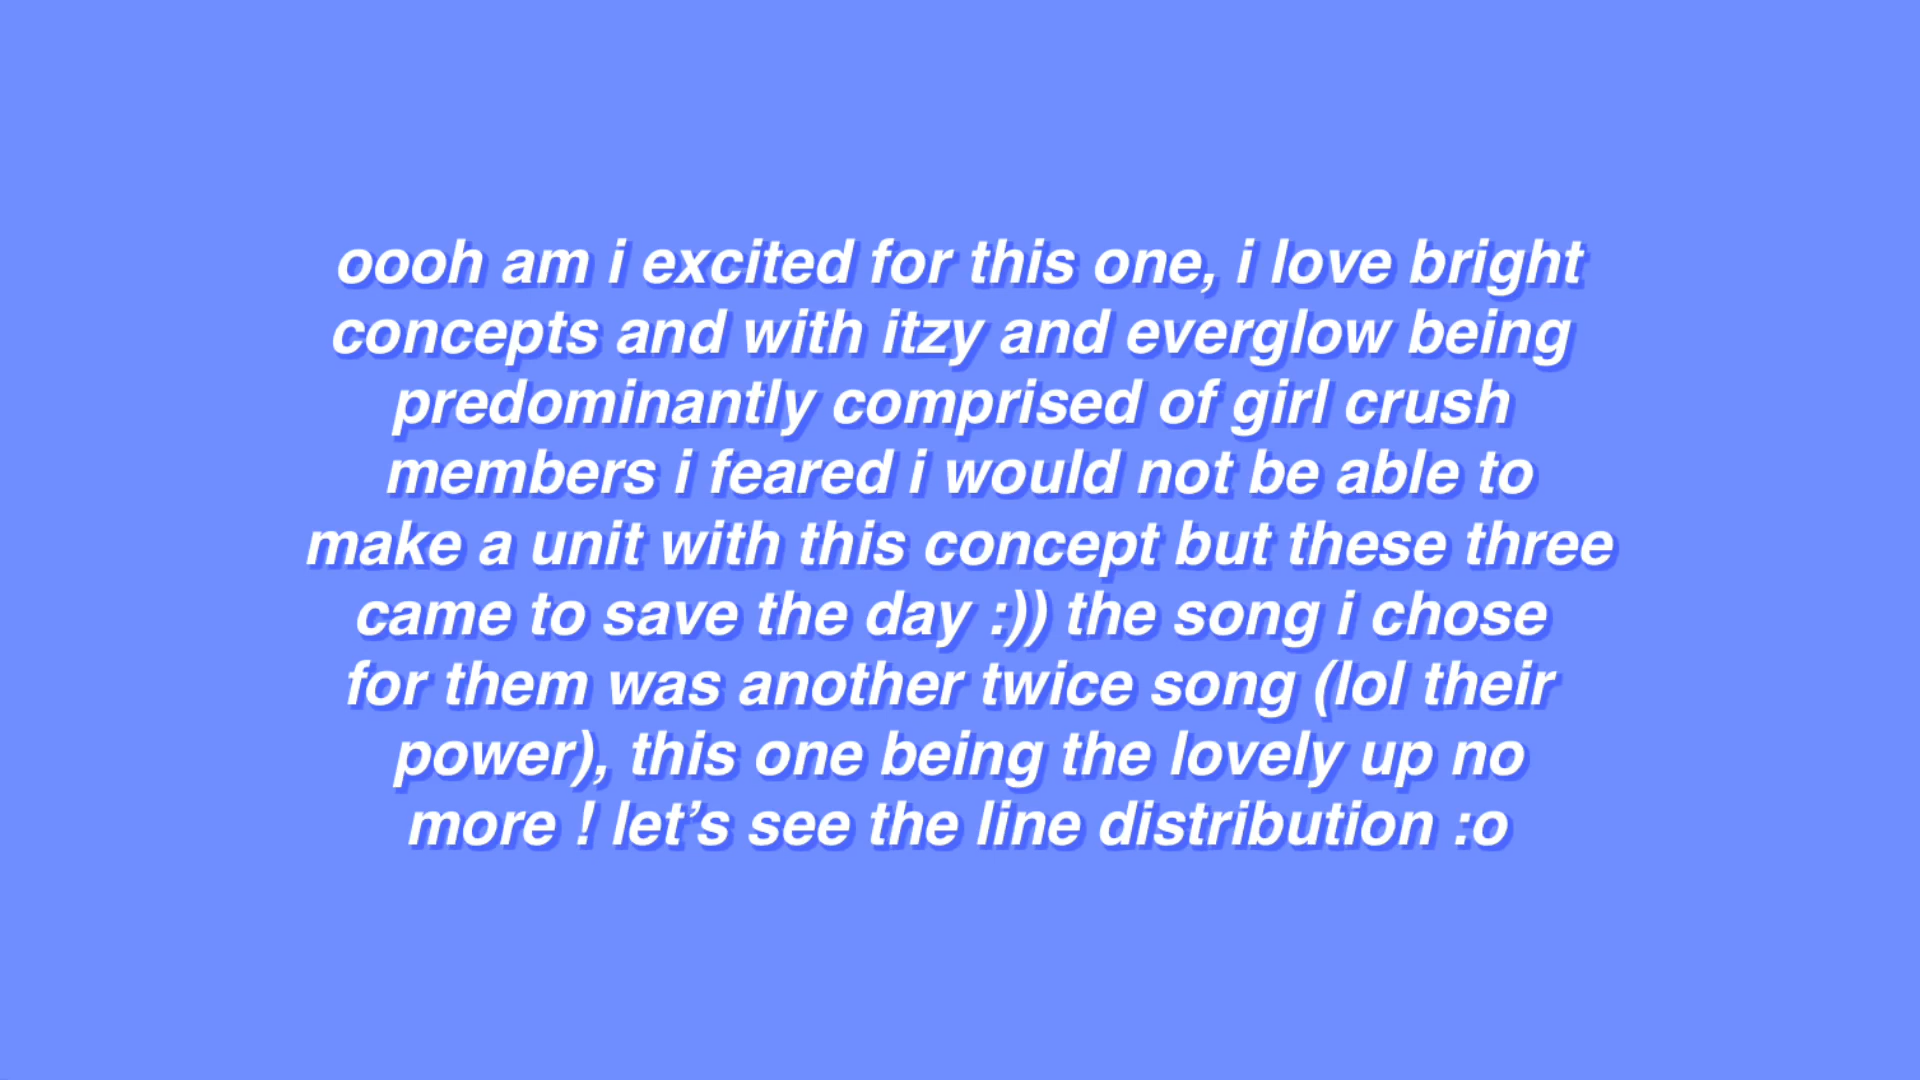 oooh am i excited for this one, i love bright
concepts and with itzy and everglow being
predominantly comprised of girl crush
members i feared i would not be able to
make a unit with this concept but these three
came to save the day :)) the song i chose
for them was another twice song (lol their
power), this one being the lovely up no
more ! let’s see the line distribution :o